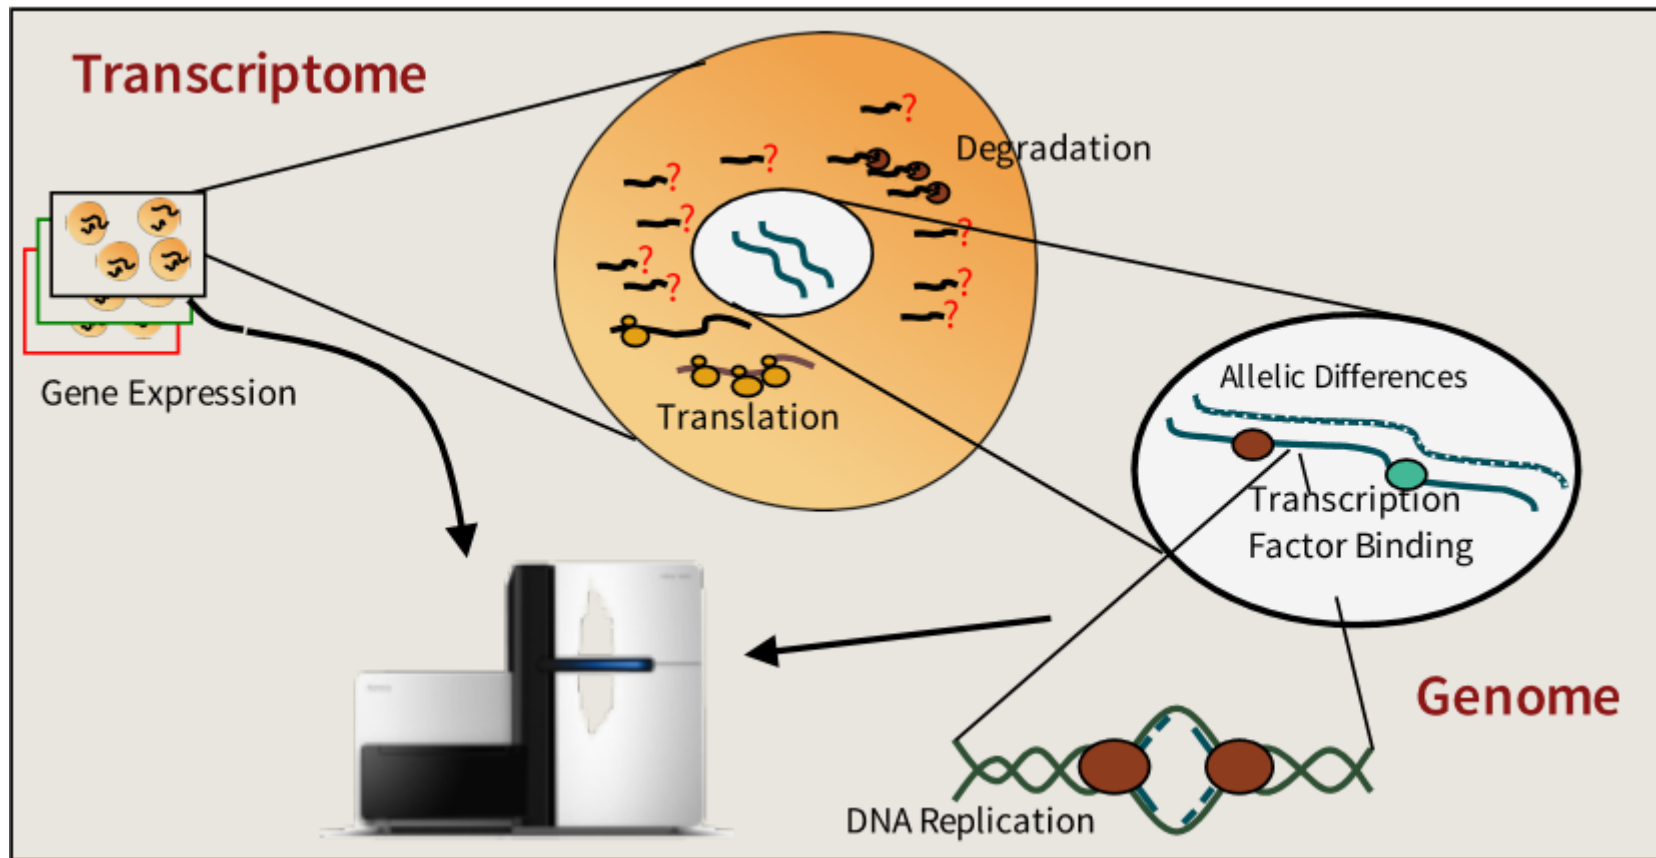 Transcriptome
?
?
Degradation
?
?
?
?
?
?
?
?
Gene Expression
Translation
Allelic Differences
Transcription
Factor Binding
Genome
DNA Replication